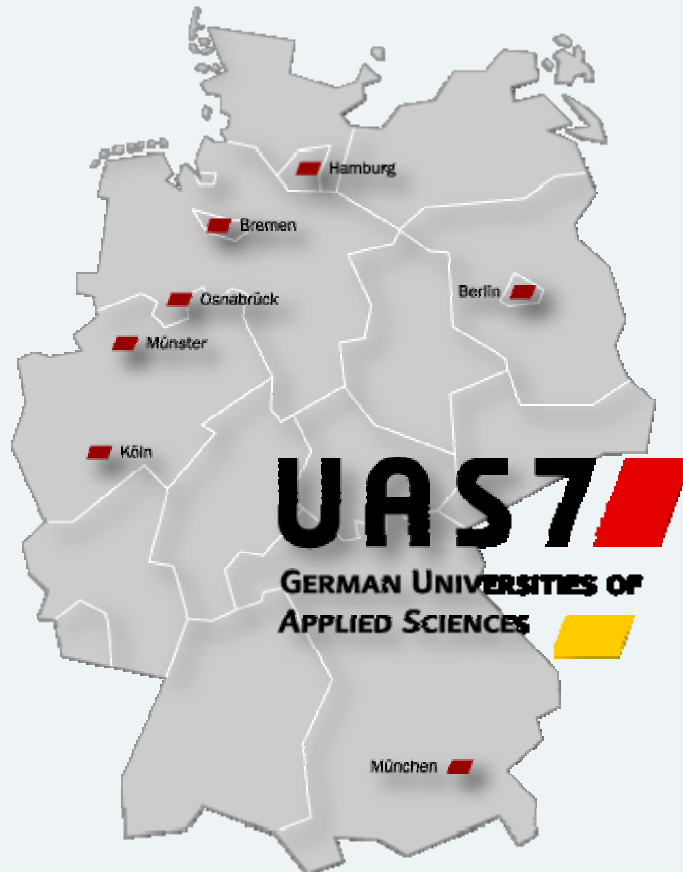 Hamburg
Bremen
Berlin
Osnabrück
Münster
Köln
UAS7
GERMAN UNIVERSITIES OF
APPLIED SCIENCES
München